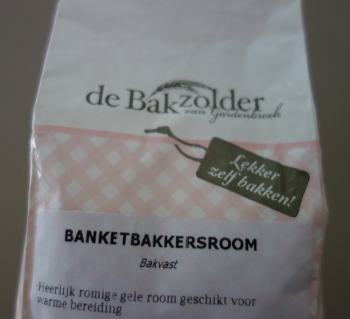 de Bakzolder
van Gardenbroek
Lekker
zelf bakken!
BANKETBAKKERSROOM
Bakvast
Heerlijk romige gele room geschikt voor
warme bereiding